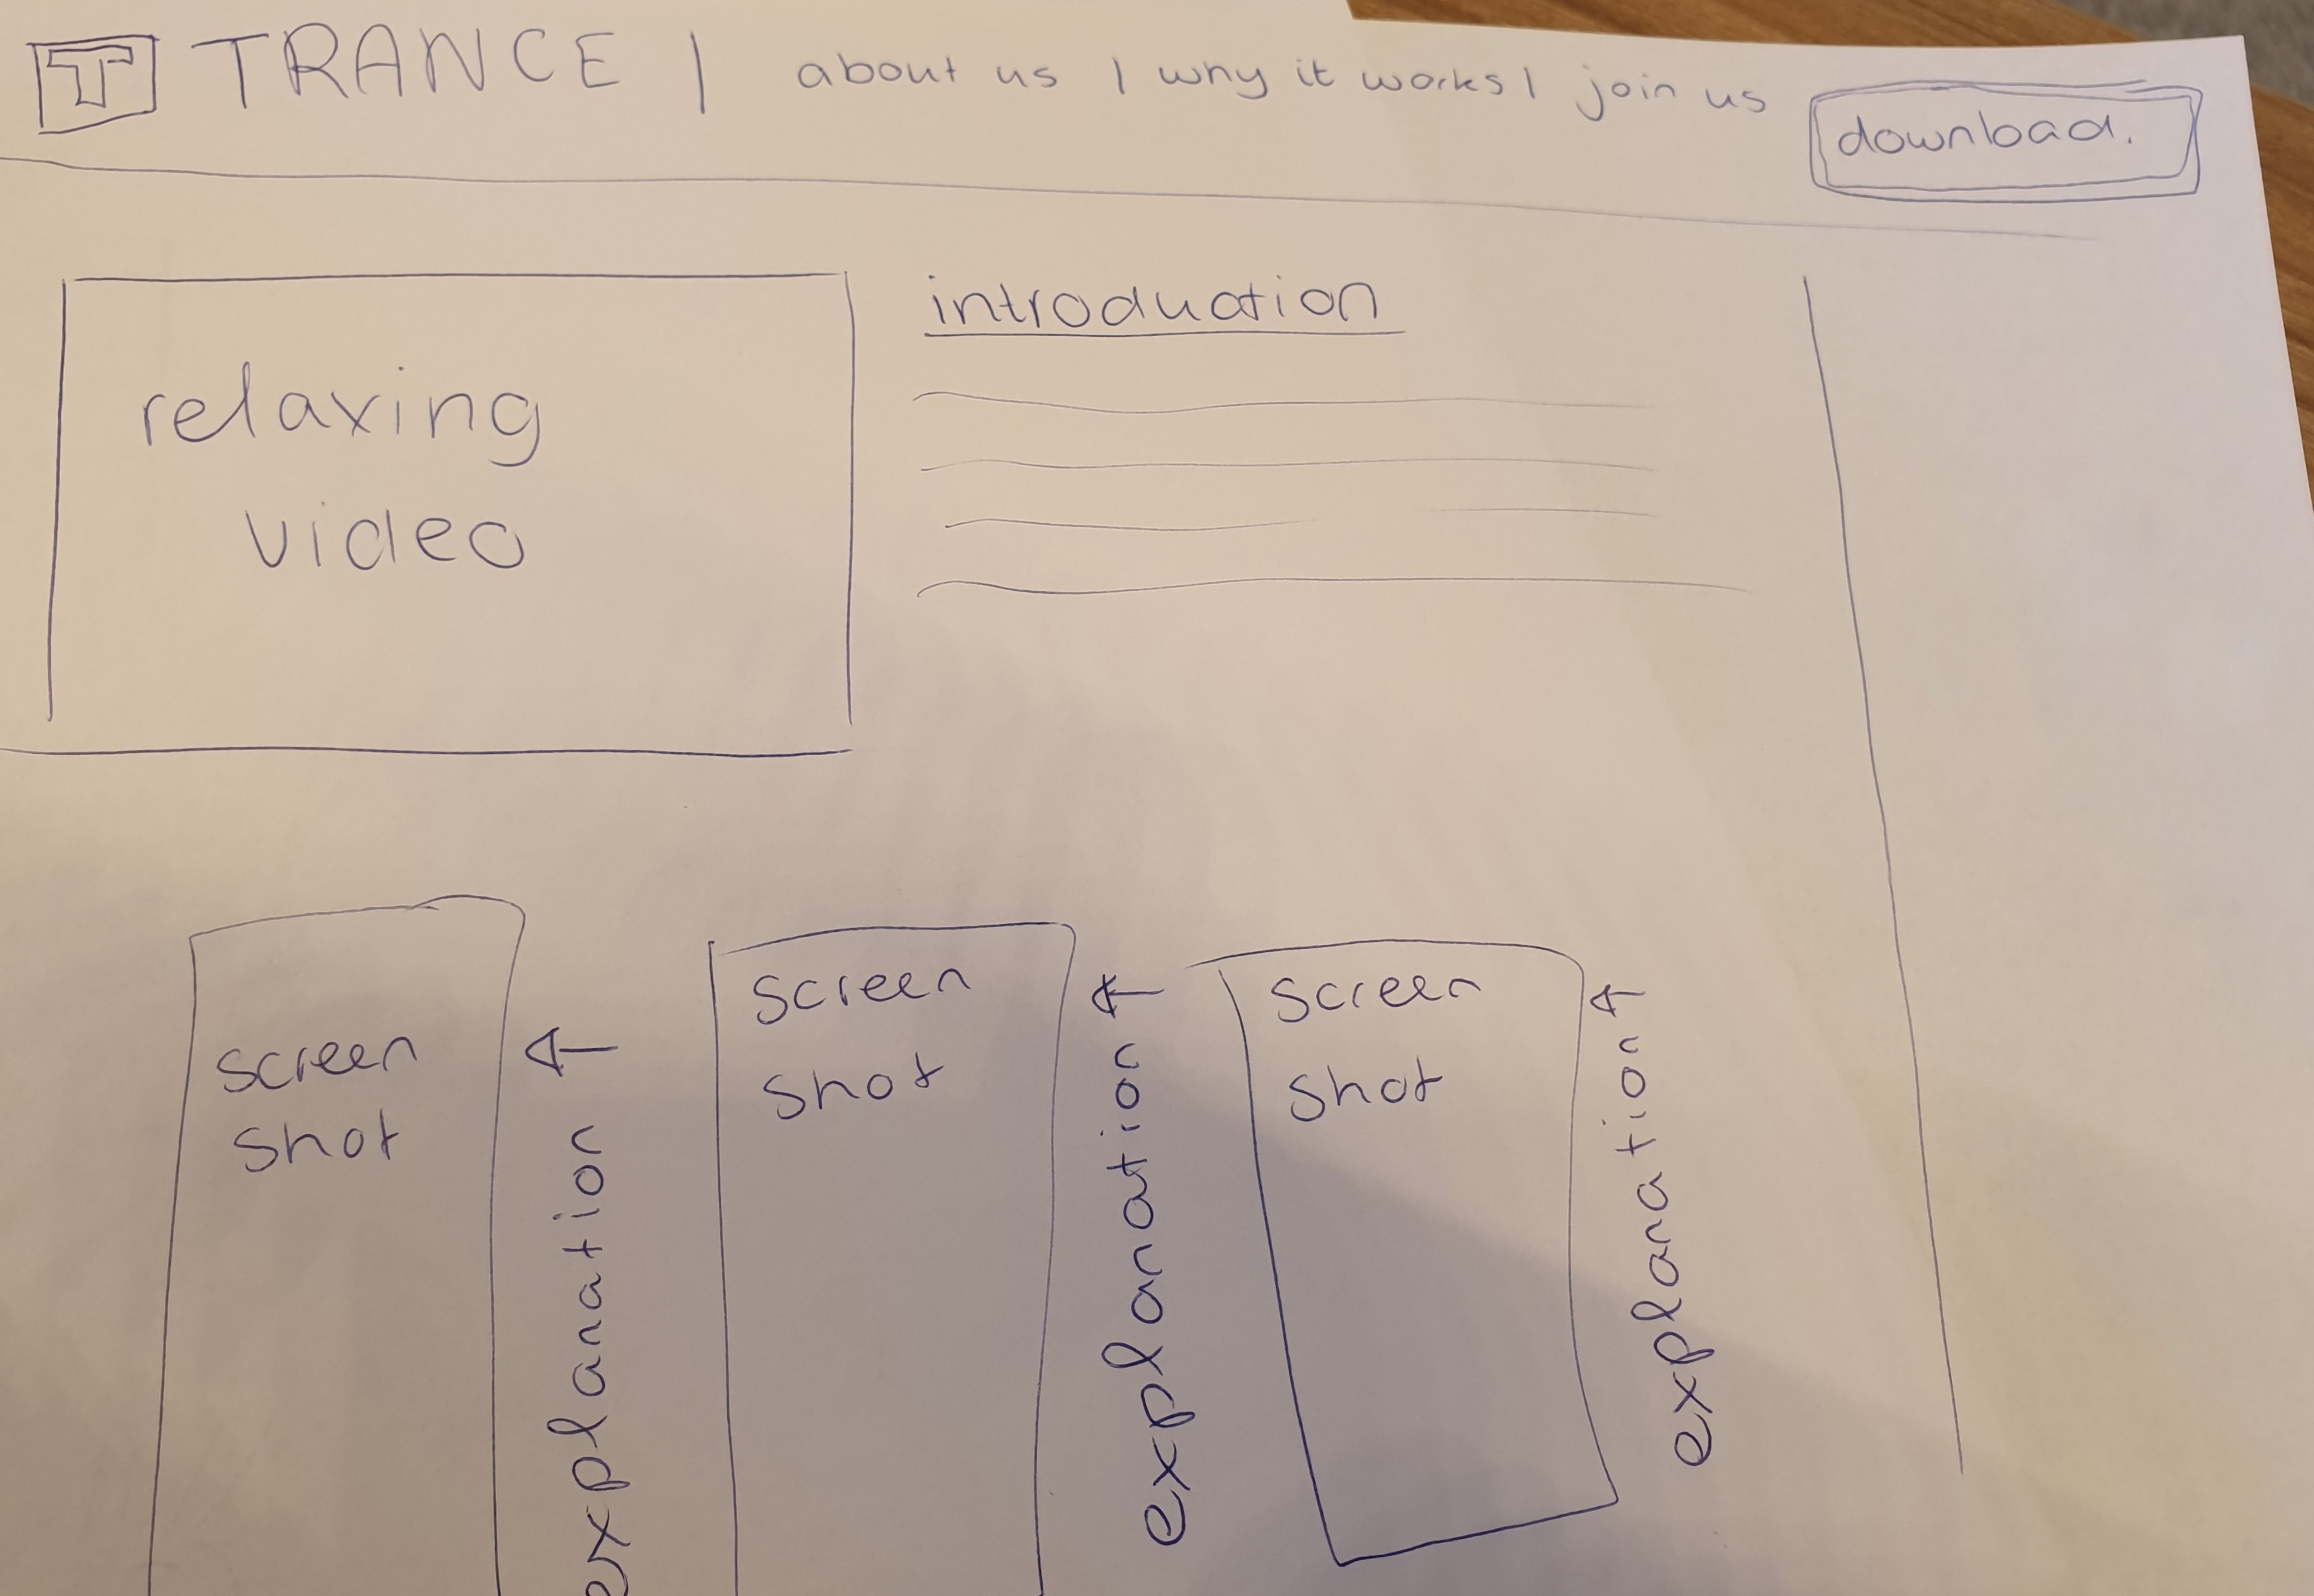 T TRANCE | about us | why it works | join us download.
introduction
relaxing
video
screen
shot
explanation
screen
shot
explanation
screen
shot
explanation